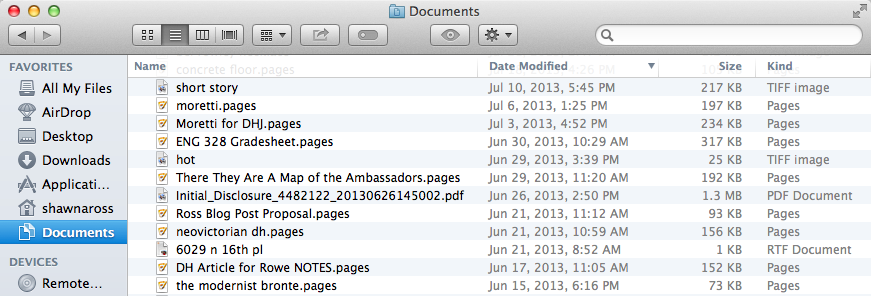 Documents
FAVORITES
All My Files
AirDrop
Desktop
Downloads
Applicati...
shawnaross
Documents
DEVICES
Remote...
Name Date Modified Size Kind
concrete floor.pages
short story Jul 10, 2013, 5:45 PM 217 KB TIFF image
moretti.pages Jul 6, 2013, 1:25 PM 197 KB Pages
Moretti for DHJ.pages Jul 3, 2013, 4:52 PM 234 KB Pages
ENG 328 Gradesheet.pages Jun 30, 2013, 10:29 AM 317 KB Pages
hot Jun 29, 2013, 3:39 PM 25 KB TIFF image
There They Are A Map of the Ambassadors.pages Jun 29, 2013, 11:20 AM 192 KB Pages
Initial_Disclosure_4482122_20130626145002.pdf Jun 26, 2013, 2:50 PM 1.3 MB PDF Document
Ross Blog Post Proposal.pages Jun 21, 2013, 11:12 AM 93 KB Pages
neovictorian dh.pages Jun 21, 2013, 10:59 AM 156 KB Pages
6029 n 16th pl Jun 21, 2013, 8:52 AM 1 KB RTF Document
DH Article for Rowe NOTES.pages Jun 17, 2013, 11:05 AM 152 KB Pages
the modernist bronte.pages Jun 15, 2013, 6:16 PM 73 KB Pages